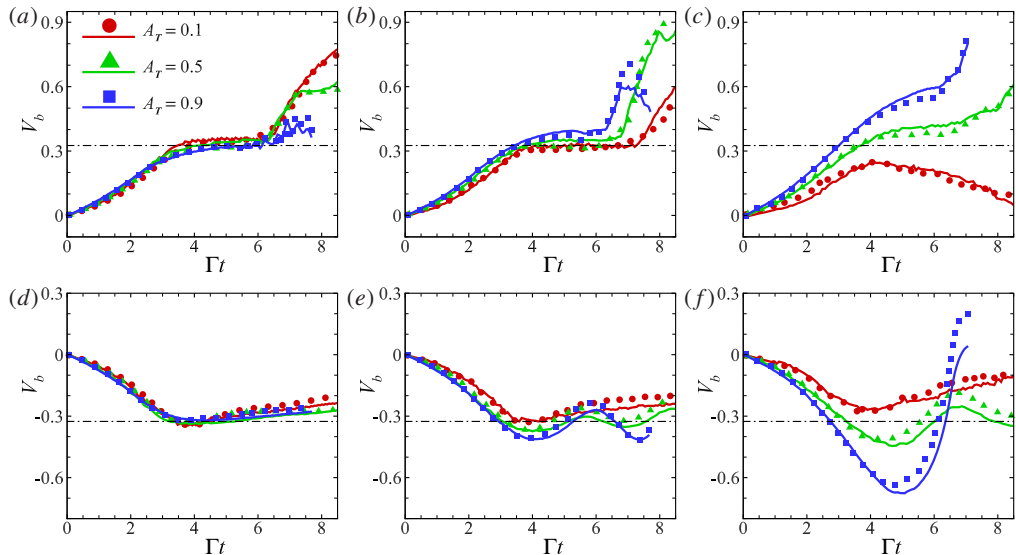 (a) (b) (c)
A_T = 0.1
A_T = 0.5
A_T = 0.9
V_b
0.9
0.6
0.3
0
0 2 4 6 8
Γt
0.9
0.6
0.3
0
0 2 4 6 8
Γt
0.9
0.6
0.3
0
0 2 4 6 8
Γt
(d) (e) (f)
V_b
0.3
0
-0.3
-0.6
0 2 4 6 8
Γt
V_b
0.3
0
-0.3
-0.6
0 2 4 6 8
Γt
V_b
0.3
0
-0.3
-0.6
0 2 4 6 8
Γt